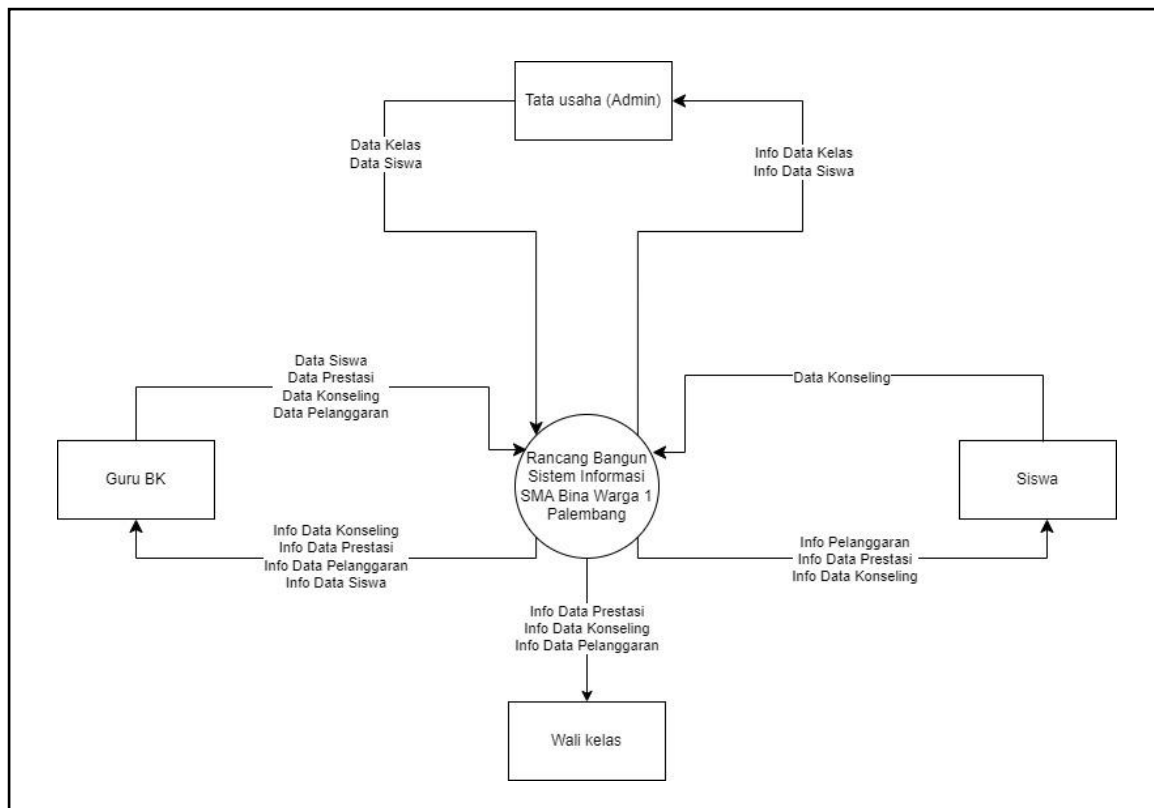 Tata usaha (Admin)
Data Kelas
Data Siswa
Info Data Kelas
Info Data Siswa
Data Siswa
Data Prestasi
Data Konseling
Data Pelanggaran
Data Konseling
Guru BK
Rancang Bangun
Sistem Informasi
SMA Bina Warga 1
Palembang
Siswa
Info Data Konseling
Info Data Prestasi
Info Data Pelanggaran
Info Data Siswa
Info Pelanggaran
Info Data Prestasi
Info Data Konseling
Info Data Prestasi
Info Data Konseling
Info Data Pelanggaran
Wali kelas